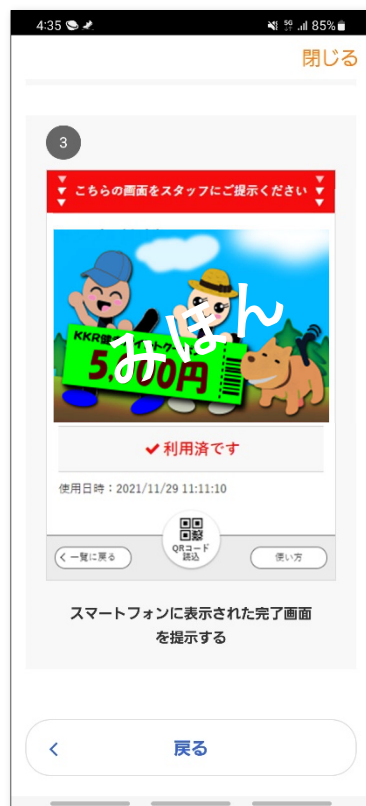 4:35
5G
85%
閉じる
3
こちらの画面をスタッフにご提示ください
みほん
5,000円
利用済です
使用日時：2021/11/29 11:11:10
一覧に戻る
QRコード
読込
使い方
スマートフォンに表示された完了画面
を提示する
戻る